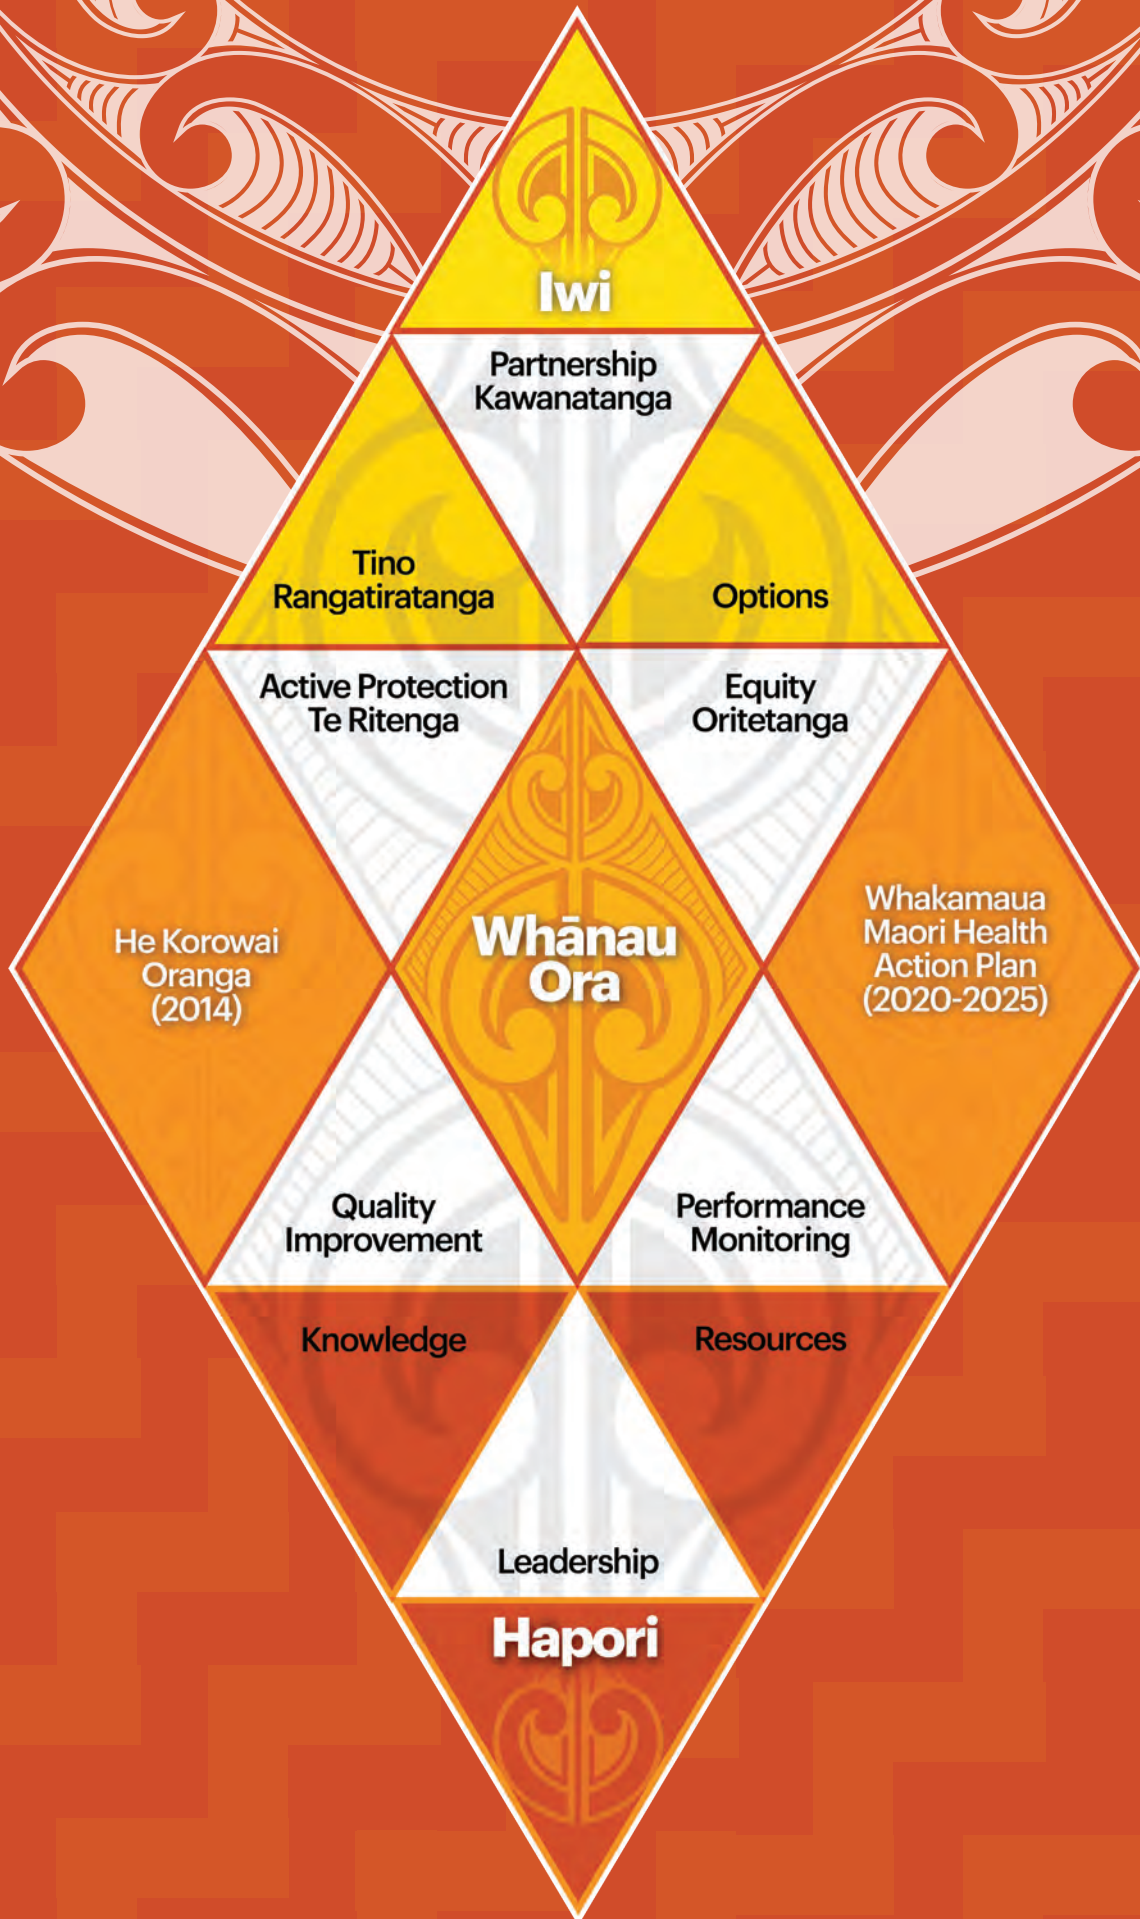 Iwi
Partnership
Kawanatanga
Tino
Rangatiratanga
Options
Active Protection
Te Ritenga
Equity
Oritetanga
He Korowai
Oranga
(2014)
Whānau
Ora
Whakamaua
Maori Health
Action Plan
(2020-2025)
Quality
Improvement
Performance
Monitoring
Knowledge
Resources
Leadership
Hapori